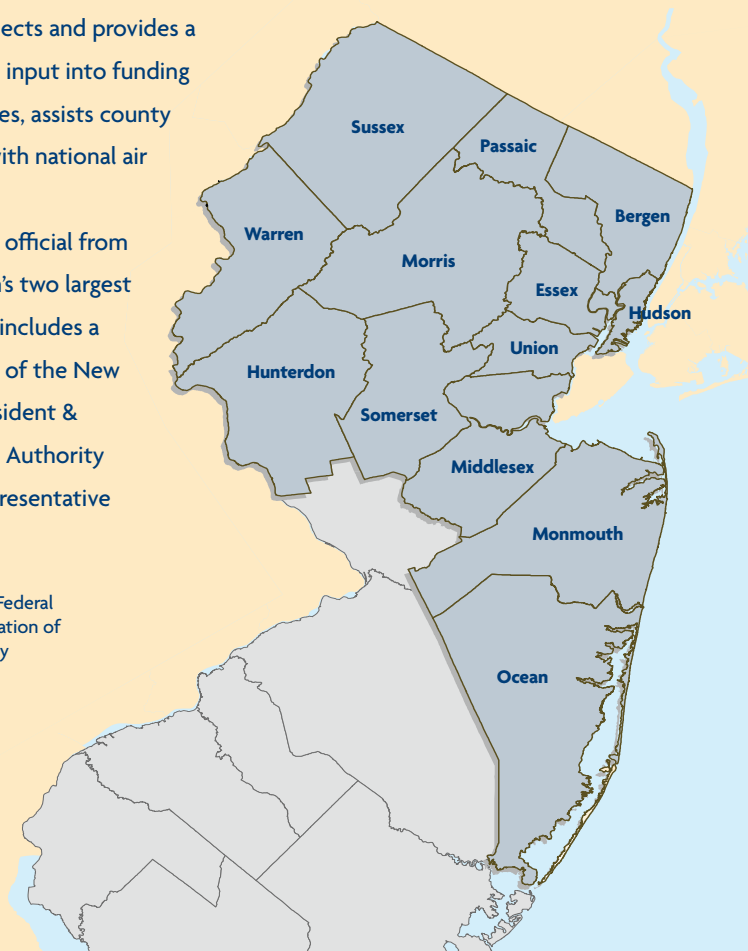 ects and provides a
input into funding
es, assists county
with national air
official from
's two largest
includes a
of the New
sident &
Authority
resentative
Federal
ation of
y
Sussex
Passaic
Bergen
Warren
Morris
Essex
Hudson
Union
Hunterdon
Somerset
Middlesex
Monmouth
Ocean